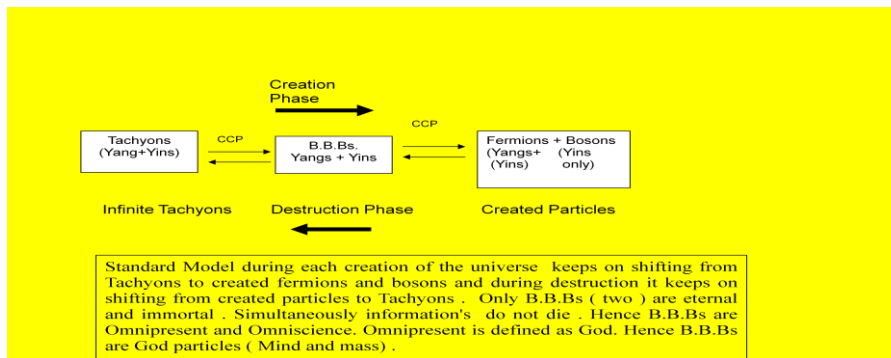 Creation
Phase
CCP
CCP
Tachyons
(Yang+Yins)
B.B.Bs.
Yangs + Yins
Fermions + Bosons
(Yangs+ (Yins
(Yins) only)
Infinite Tachyons
Destruction Phase
Created Particles
Standard Model during each creation of the universe keeps on shifting from
Tachyons to created fermions and bosons and during destruction it keeps on
shifting from created particles to Tachyons . Only B.B.Bs ( two ) are eternal
and immortal . Simultaneously information's do not die . Hence B.B.Bs are
Omnipresent and Omniscience. Omnipresent is defined as God. Hence B.B.Bs
are God particles ( Mind and mass) .